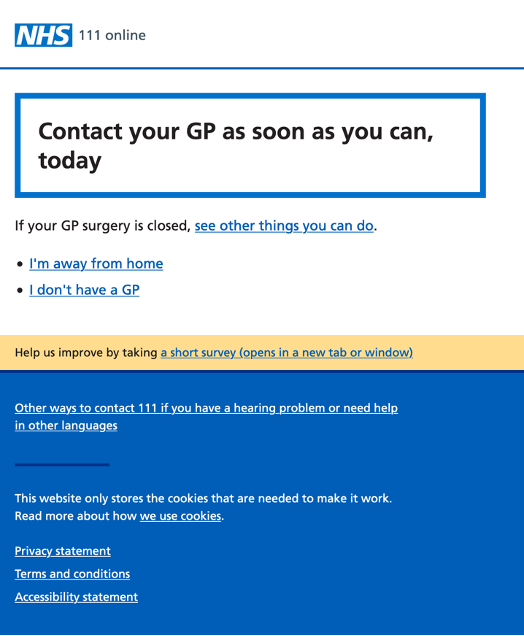 NHS 111 online
Contact your GP as soon as you can,
today
If your GP surgery is closed, see other things you can do.
• I'm away from home
• I don't have a GP
Help us improve by taking a short survey (opens in a new tab or window)
Other ways to contact 111 if you have a hearing problem or need help
in other languages
This website only stores the cookies that are needed to make it work.
Read more about how we use cookies.
Privacy statement
Terms and conditions
Accessibility statement